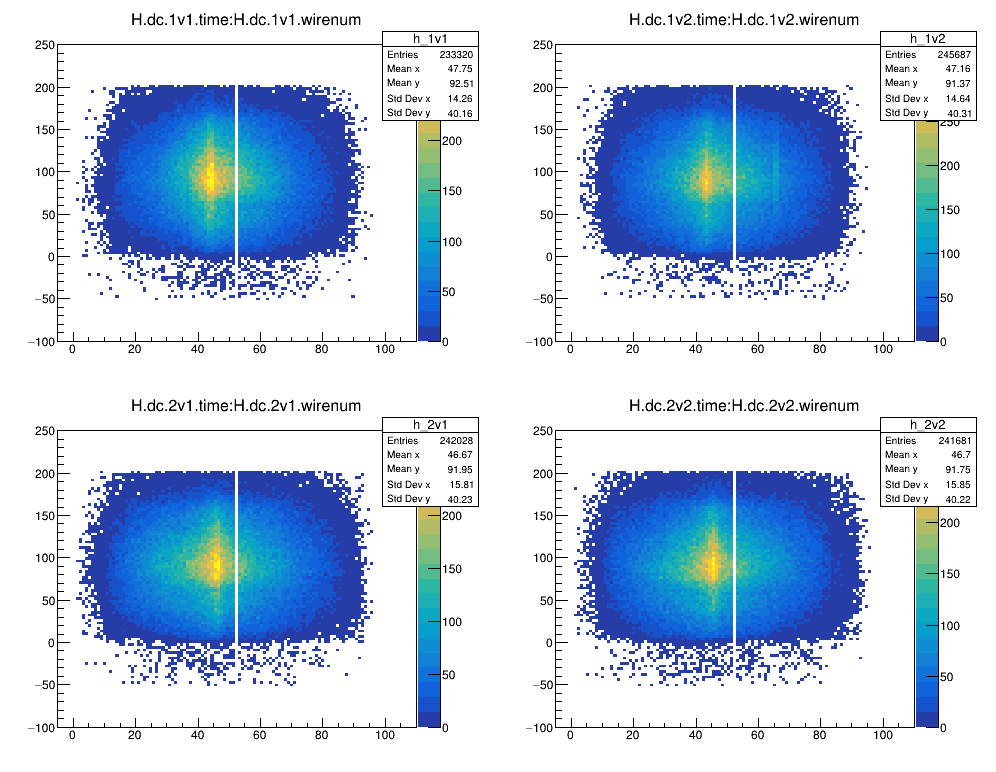 H.dc.1v1.time:H.dc.1v1.wirenum
h_1v1
Entries 233320
Mean x 47.75
Mean y 92.51
Std Dev x 14.26
Std Dev y 40.16
250
200
150
100
50
0
−50
−100
0 20 40 60 80 100
200
150
100
50
0
H.dc.1v2.time:H.dc.1v2.wirenum
h_1v2
Entries 245687
Mean x 47.16
Mean y 91.37
Std Dev x 14.64
Std Dev y 40.31
250
200
150
100
50
0
−50
−100
0 20 40 60 80 100
250
200
150
100
50
0
H.dc.2v1.time:H.dc.2v1.wirenum
h_2v1
Entries 242028
Mean x 46.67
Mean y 91.95
Std Dev x 15.81
Std Dev y 40.23
250
200
150
100
50
0
−50
−100
0 20 40 60 80 100
200
150
100
50
0
H.dc.2v2.time:H.dc.2v2.wirenum
h_2v2
Entries 241681
Mean x 46.7
Mean y 91.75
Std Dev x 15.85
Std Dev y 40.22
250
200
150
100
50
0
−50
−100
0 20 40 60 80 100
200
150
100
50
0